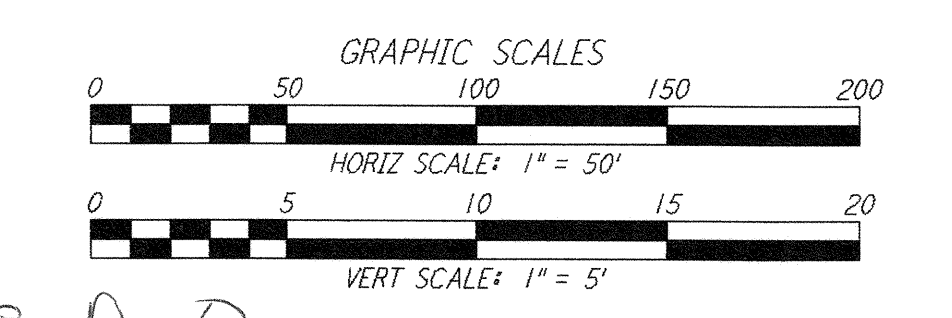 GRAPHIC SCALES
0 50 100 150 200
HORIZ SCALE: 1" = 50'
0 5 10 15 20
VERT SCALE: 1" = 5'